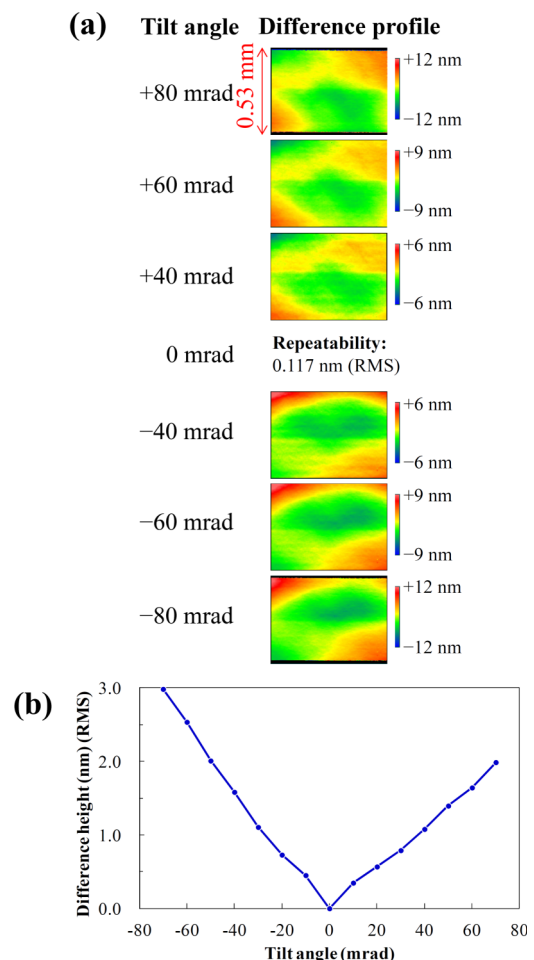 (a) Tilt angle Difference profile
+80 mrad
0.53 mm
+12 nm
−12 nm
+60 mrad
+9 nm
−9 nm
+40 mrad
+6 nm
−6 nm
0 mrad
Repeatability:
0.117 nm (RMS)
−40 mrad
+6 nm
−6 nm
−60 mrad
+9 nm
−9 nm
−80 mrad
+12 nm
−12 nm
(b)
Difference height (nm) (RMS)
3.0
2.0
1.0
0.0
-80 -60 -40 -20 0 20 40 60 80
Tilt angle (mrad)